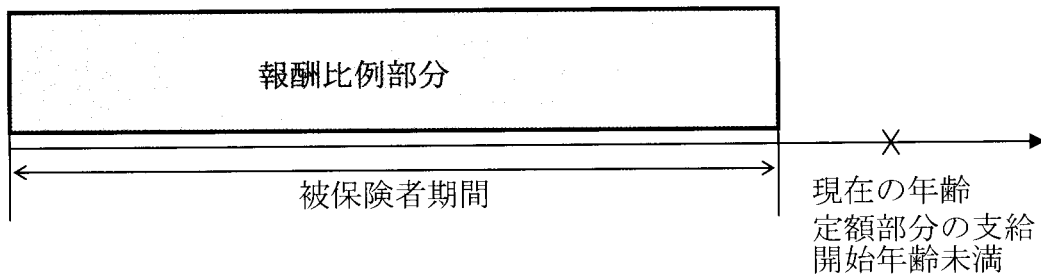 報酬比例部分
被保険者期間
現在の年齢
定額部分の支給
開始年齢未満